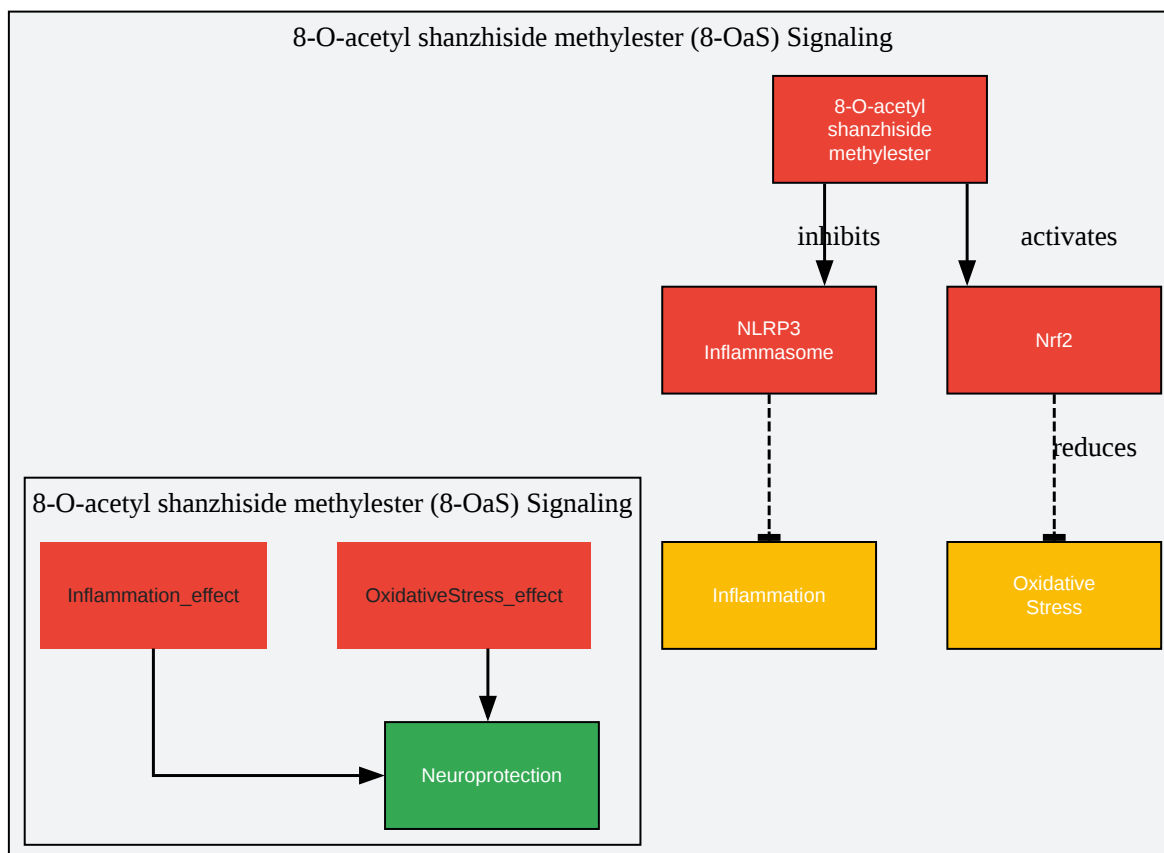 8-O-acetyl shanzhiside methylester (8-OaS) Signaling
8-O-acetyl
shanzhiside
methylester
inhibits
activates
NLRP3
Inflammasome
Nrf2
reduces
8-O-acetyl shanzhiside methylester (8-OaS) Signaling
Inflammation_effect
OxidativeStress_effect
Inflammation
Oxidative
Stress
Neuroprotection